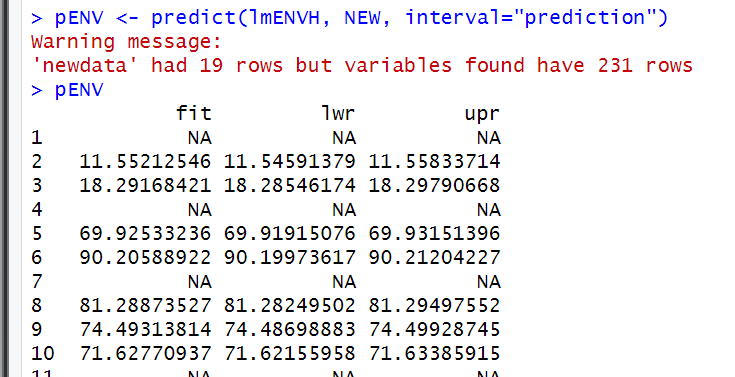 > pENV <- predict(lmENVH, NEW, interval="prediction")
Warning message:
'newdata' had 19 rows but variables found have 231 rows
> pENV
fit lwr upr
1 NA NA NA
2 11.55212546 11.54591379 11.55833714
3 18.29168421 18.28546174 18.29790668
4 NA NA NA
5 69.92533236 69.91915076 69.93151396
6 90.20588922 90.19973617 90.21204227
7 NA NA NA
8 81.28873527 81.28249502 81.29497552
9 74.49313814 74.48698883 74.49928745
10 71.62770937 71.62155958 71.63385915
11 NA NA NA